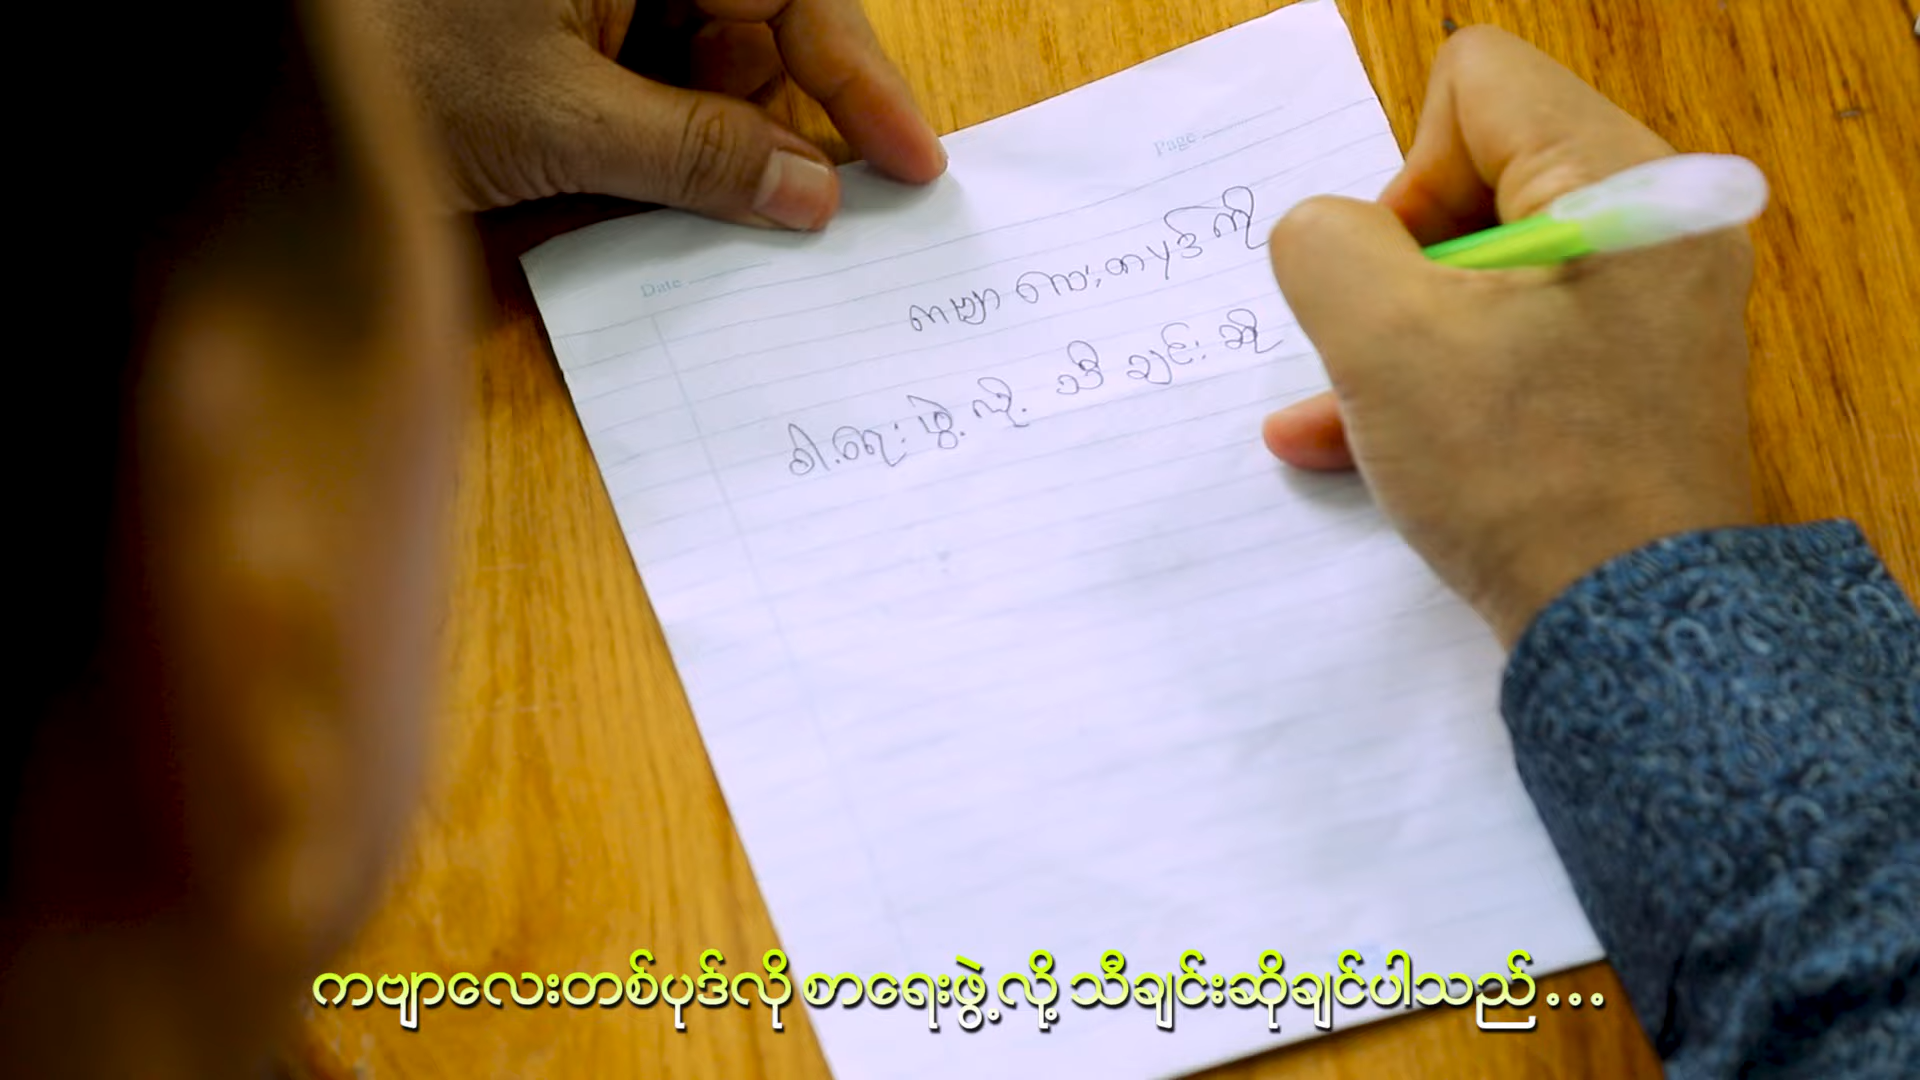 Page
Date
ကဗျာလေးတပုဒ်ကို
စါရေးဖွဲ့လို့ သီချင်းဆို
ကဗျာလေးတစ်ပုဒ်လို စာရေးဖွဲ့လို့ သီချင်းဆိုချင်ပါသည်...